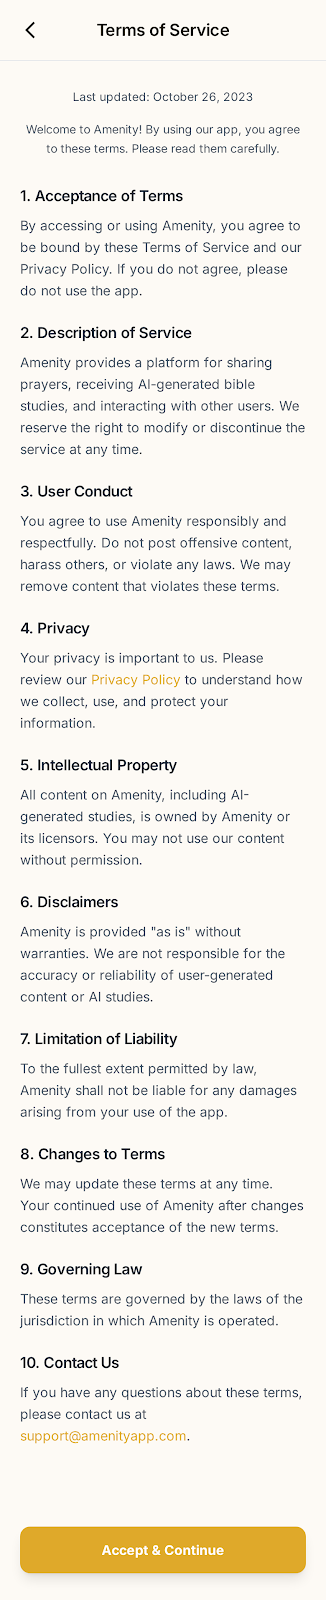 Terms of Service
Last updated: October 26, 2023
Welcome to Amenity! By using our app, you agree
to these terms. Please read them carefully.
1. Acceptance of Terms
By accessing or using Amenity, you agree to
be bound by these Terms of Service and our
Privacy Policy. If you do not agree, please
do not use the app.
2. Description of Service
Amenity provides a platform for sharing
prayers, receiving AI-generated bible
studies, and interacting with other users. We
reserve the right to modify or discontinue the
service at any time.
3. User Conduct
You agree to use Amenity responsibly and
respectfully. Do not post offensive content,
harass others, or violate any laws. We may
remove content that violates these terms.
4. Privacy
Your privacy is important to us. Please
review our Privacy Policy to understand how
we collect, use, and protect your
information.
5. Intellectual Property
All content on Amenity, including AI-
generated studies, is owned by Amenity or
its licensors. You may not use our content
without permission.
6. Disclaimers
Amenity is provided "as is" without
warranties. We are not responsible for the
accuracy or reliability of user-generated
content or AI studies.
7. Limitation of Liability
To the fullest extent permitted by law,
Amenity shall not be liable for any damages
arising from your use of the app.
8. Changes to Terms
We may update these terms at any time.
Your continued use of Amenity after changes
constitutes acceptance of the new terms.
9. Governing Law
These terms are governed by the laws of the
jurisdiction in which Amenity is operated.
10. Contact Us
If you have any questions about these terms,
please contact us at
support@amenityapp.com.
Accept & Continue